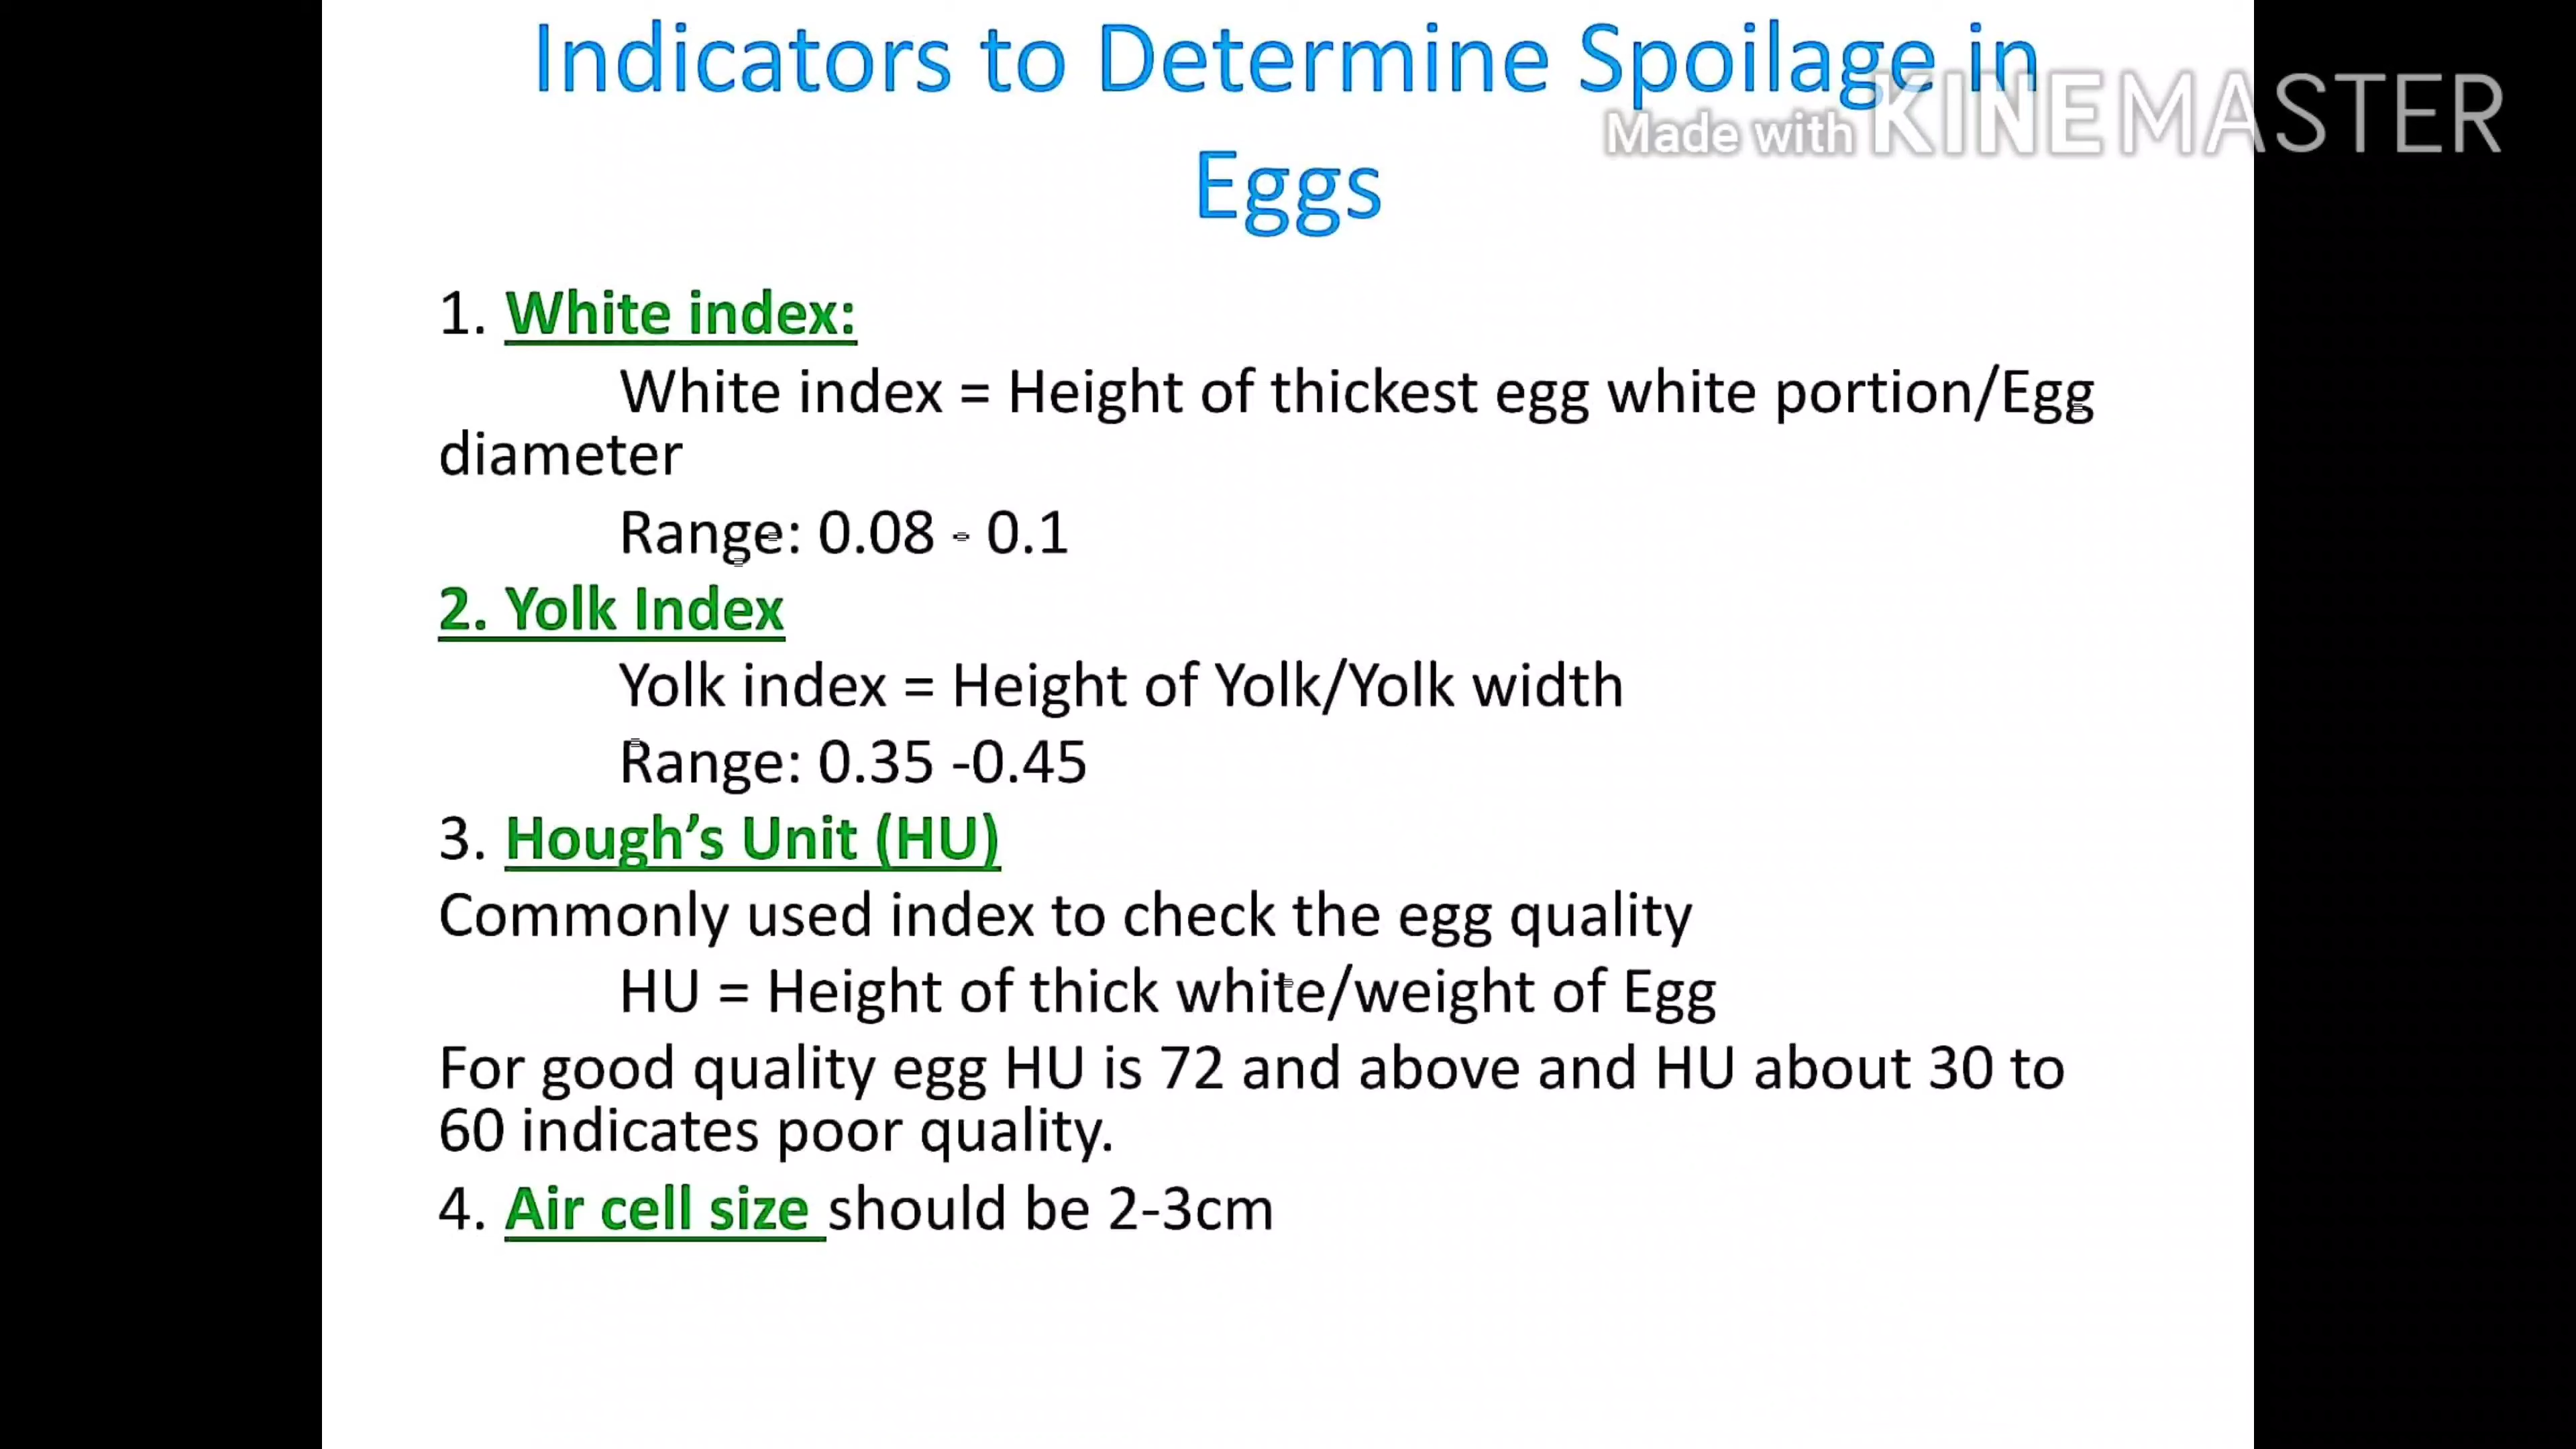 Indicators to Determine Spoilage in
Eggs
Made with KINEMASTER
1. White index:
White index = Height of thickest egg white portion/Egg
diameter
Range: 0.08 - 0.1
2. Yolk Index
Yolk index = Height of Yolk/Yolk width
Range: 0.35 -0.45
3. Hough’s Unit (HU)
Commonly used index to check the egg quality
HU = Height of thick white/weight of Egg
For good quality egg HU is 72 and above and HU about 30 to
60 indicates poor quality.
4. Air cell size should be 2-3cm